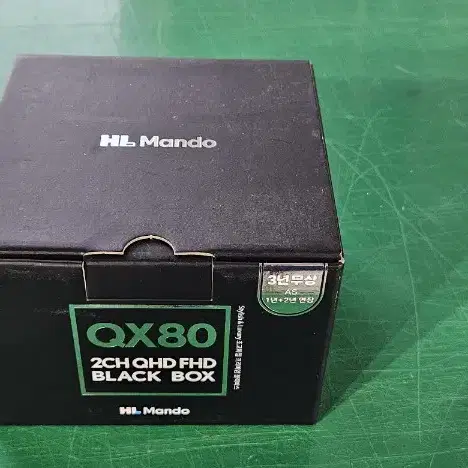 HL Mando
3년 무상
AS
1년+2년 연장
QX80
2CH QHD FHD
BLACK BOX
HL Mando